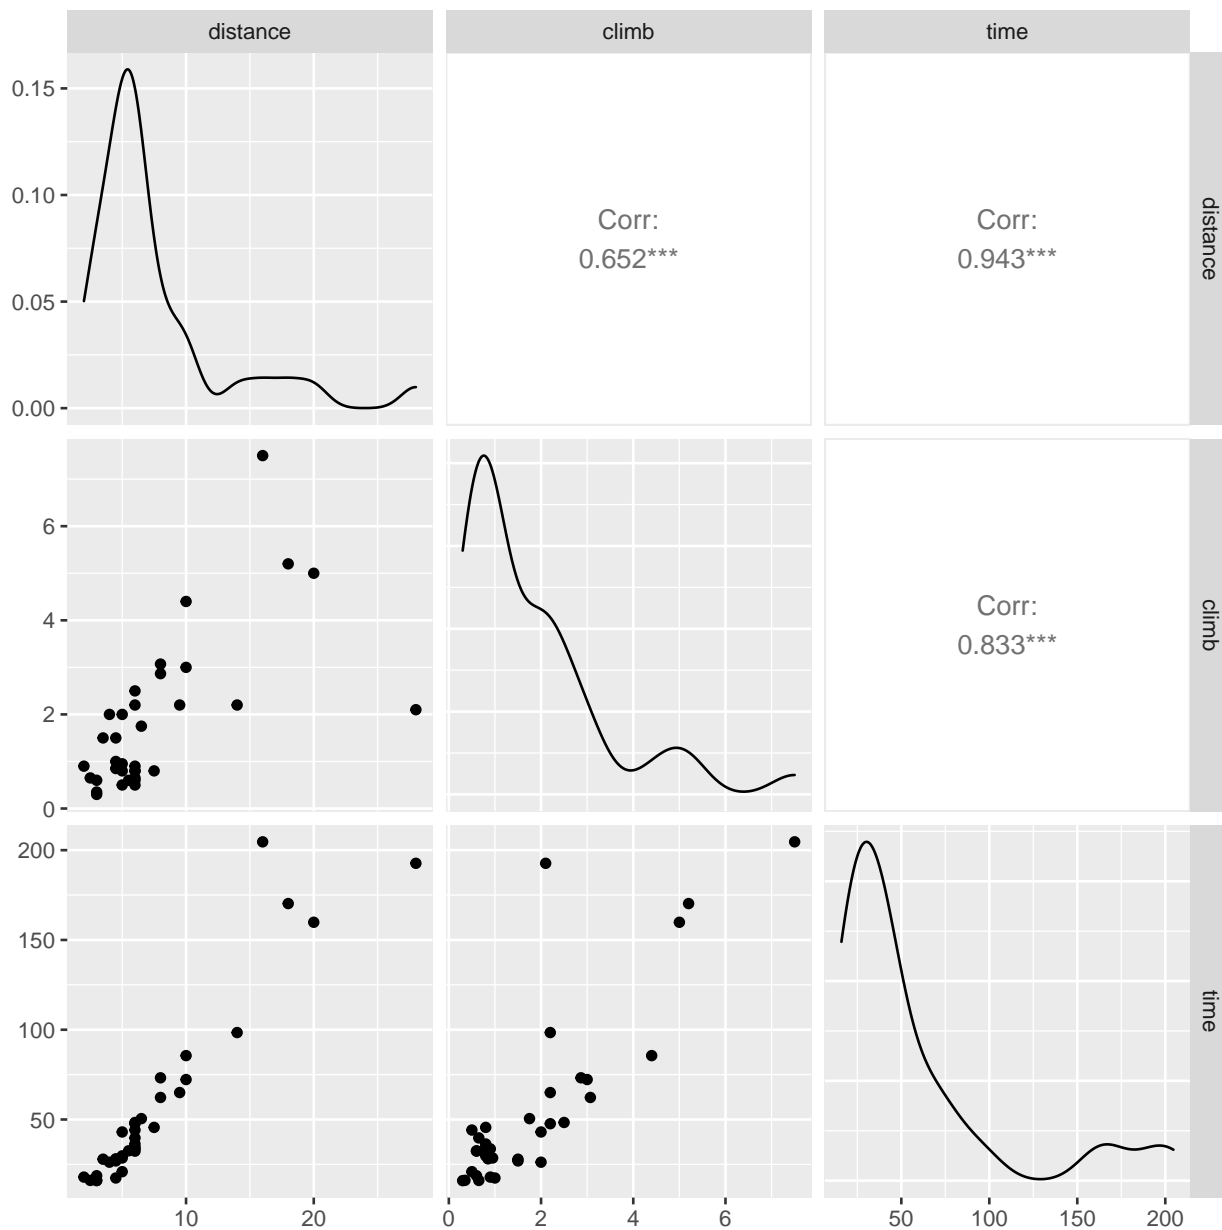 distance climb time
0.15
0.10
0.05
0.00
Corr:
0.652***
Corr:
0.943***
distance
6
4
2
0
Corr:
0.833***
climb
200
150
100
50
time
10 20
0 2 4 6
50 100 150 200